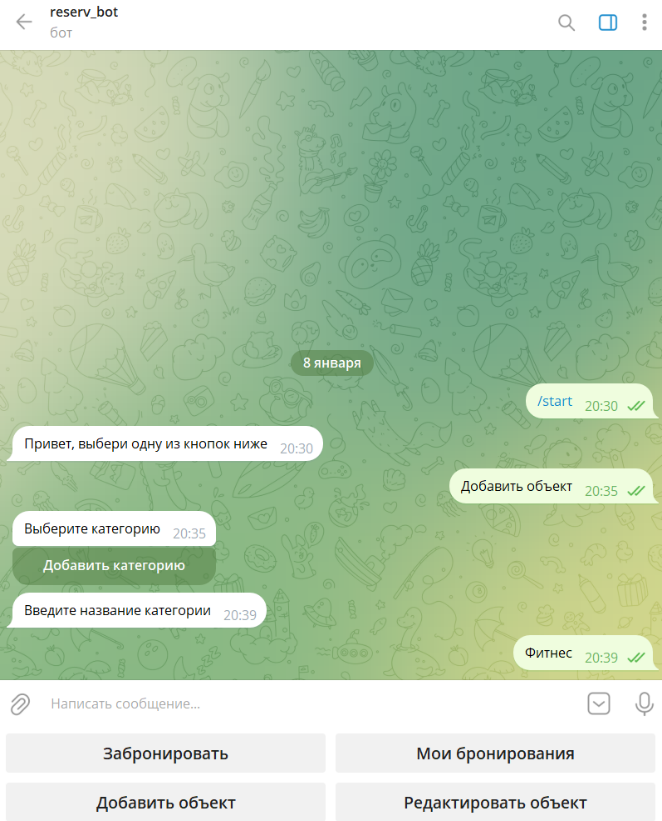 reserv_bot
бот
8 января
/start 20:30
Привет, выбери одну из кнопок ниже 20:30
Добавить объект 20:35
Выберите категорию 20:35
Добавить категорию
Введите название категории 20:39
Фитнес 20:39
Написать сообщение...
Забронировать Мои бронирования
Добавить объект Редактировать объект